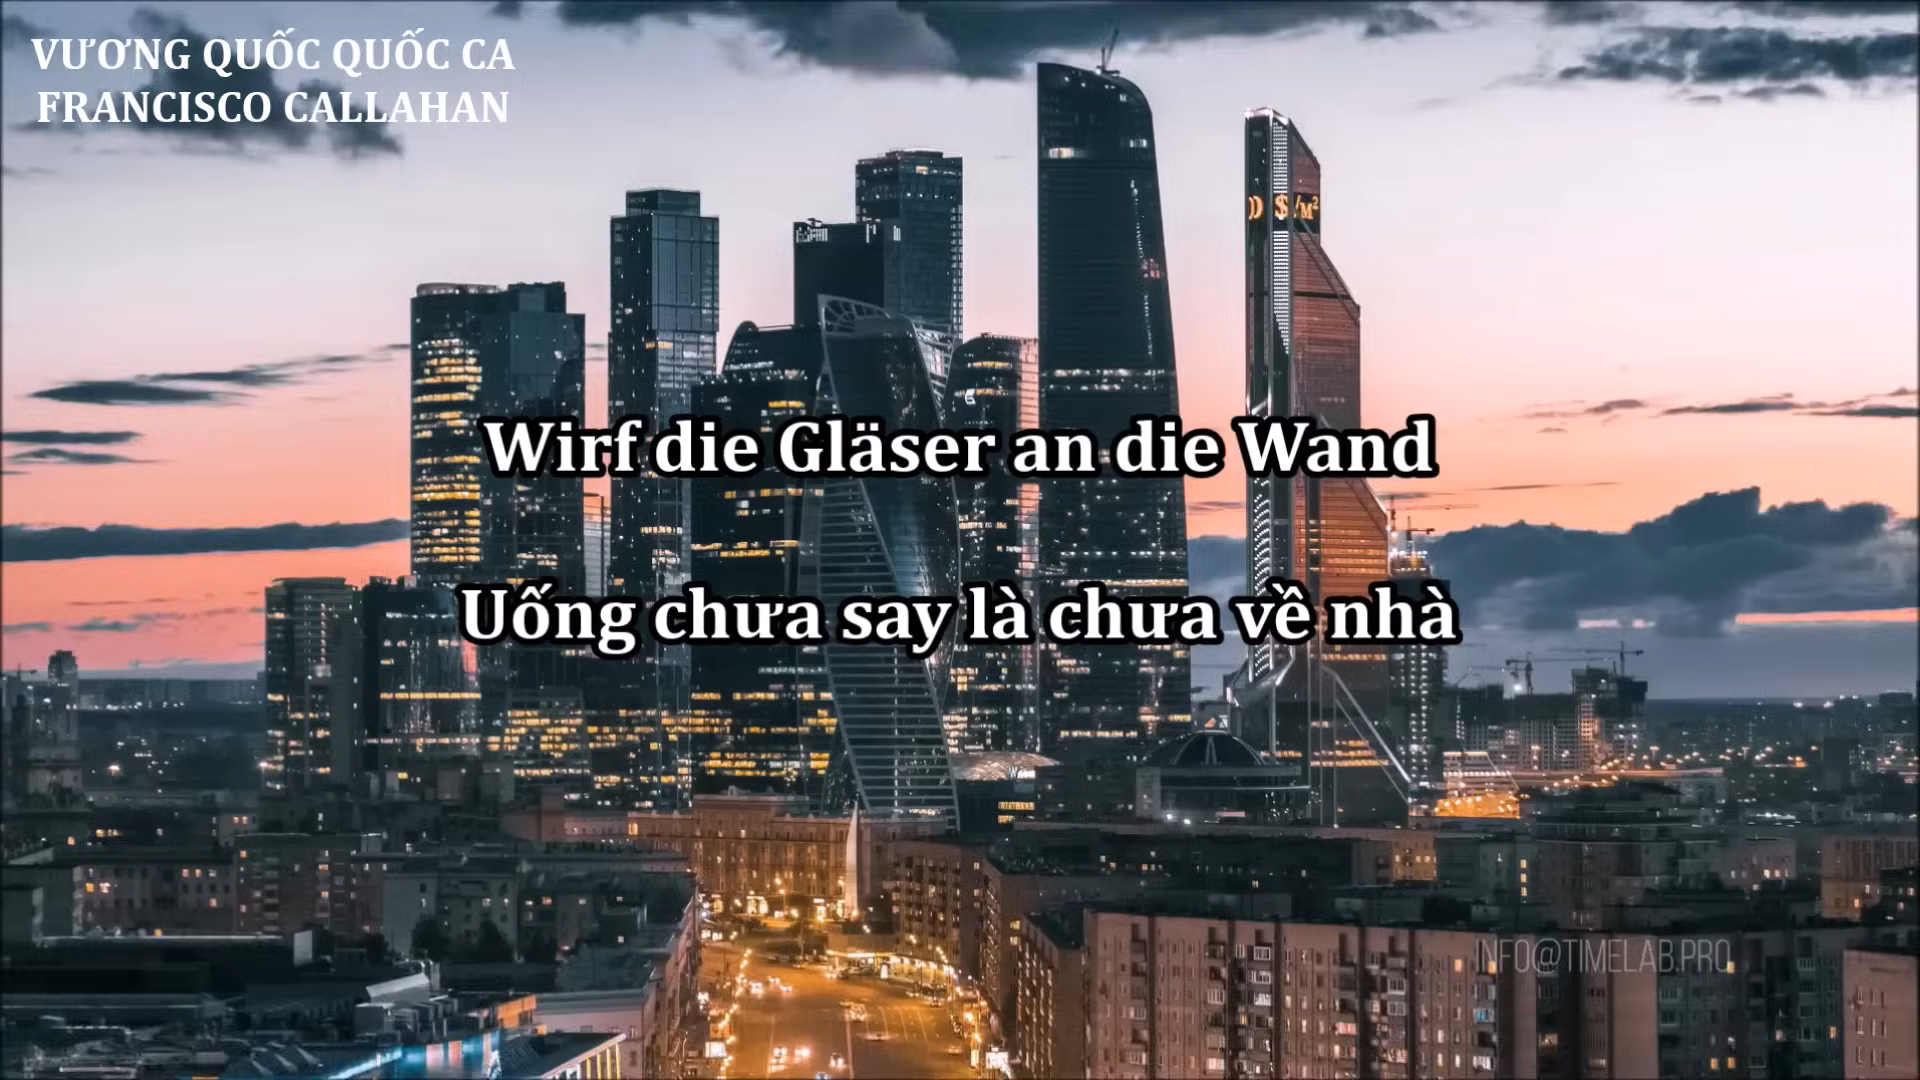 VƯƠNG QUỐC QUỐC CA
FRANCISCO CALLAHAN
$/м²
Wirf die Gläser an die Wand
Uống chưa say là chưa về nhà
INFO@TIMELAB.PRO